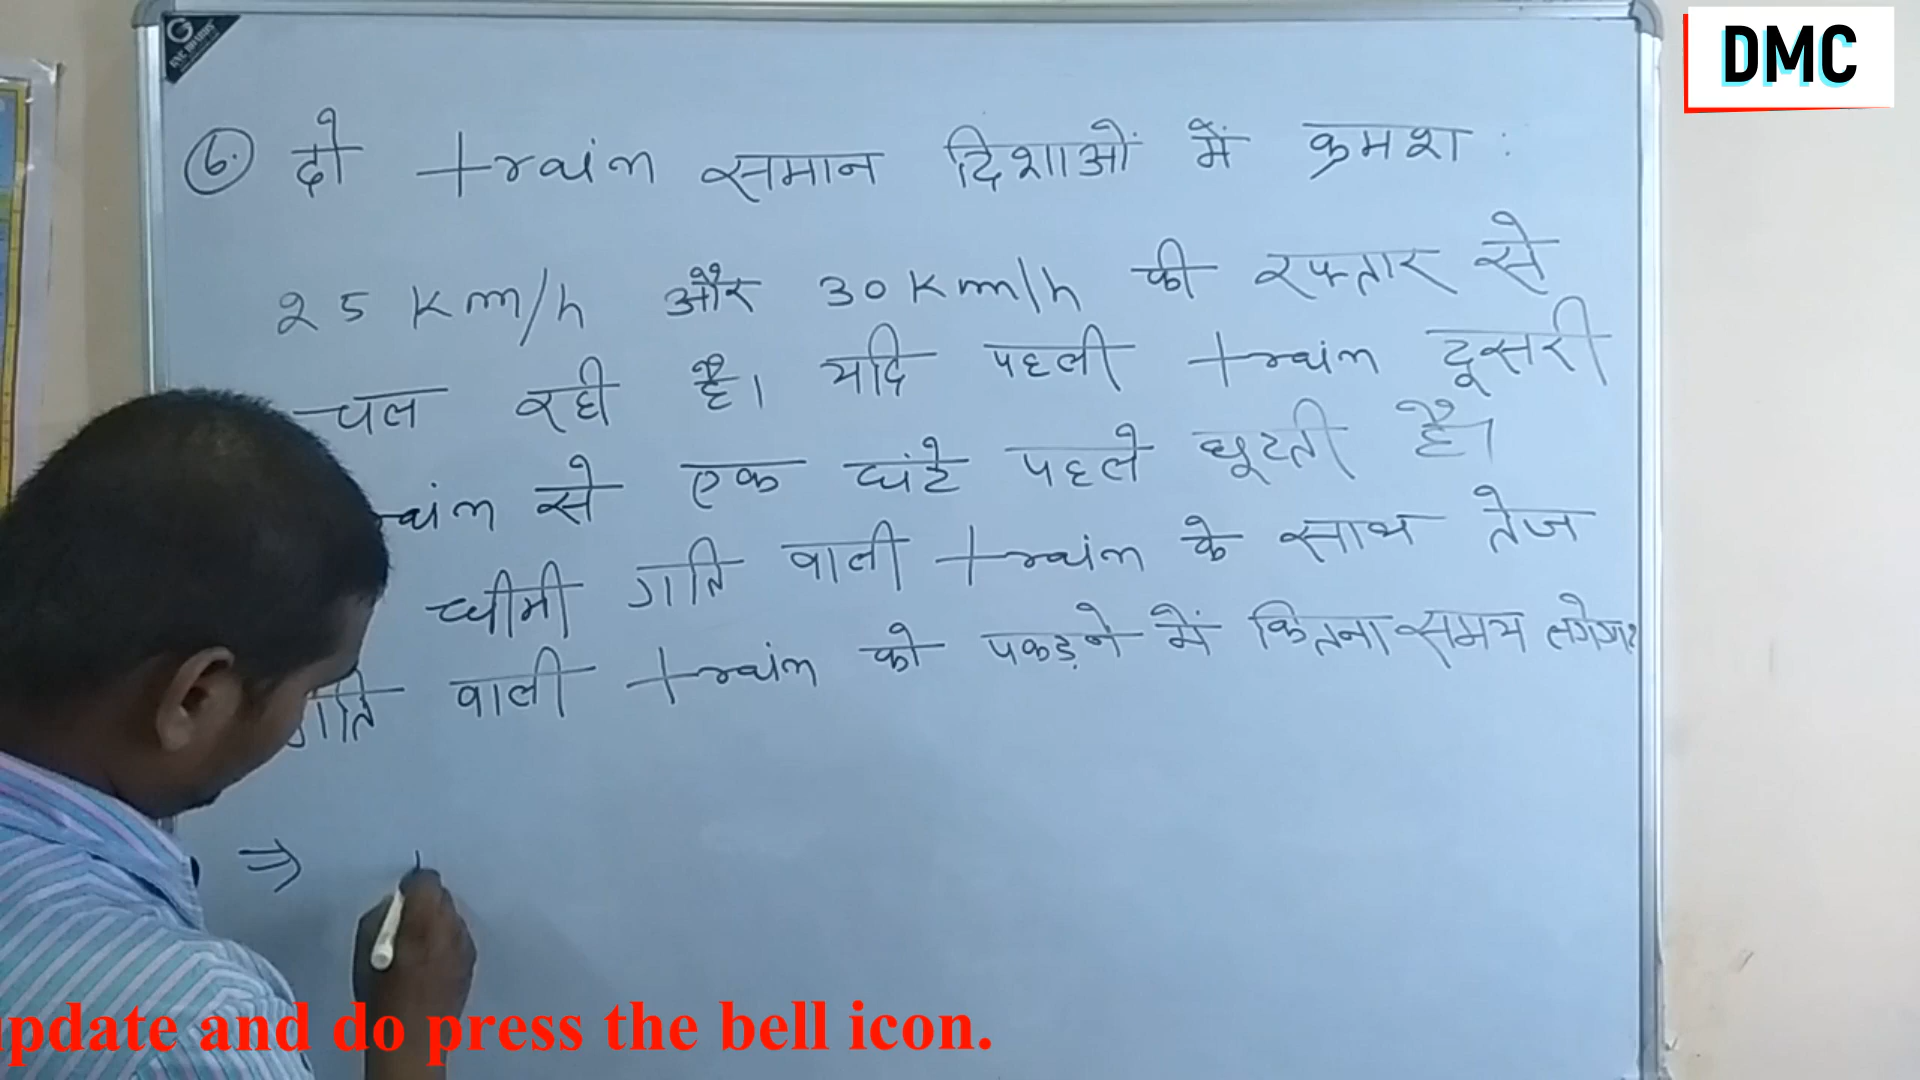 DMC
6. दो train समान दिशाओं में क्रमश :
25 Km/h और 30 Km/h की रफ्तार से
चल रही है। यदि पहली train दूसरी
ain से एक घंटे पहले छूटती है।
धीमी गति वाली train के साथ तेज
गति वाली train को पकड़ने में कितना समय लगेगा?
⇒
update and do press the bell icon.